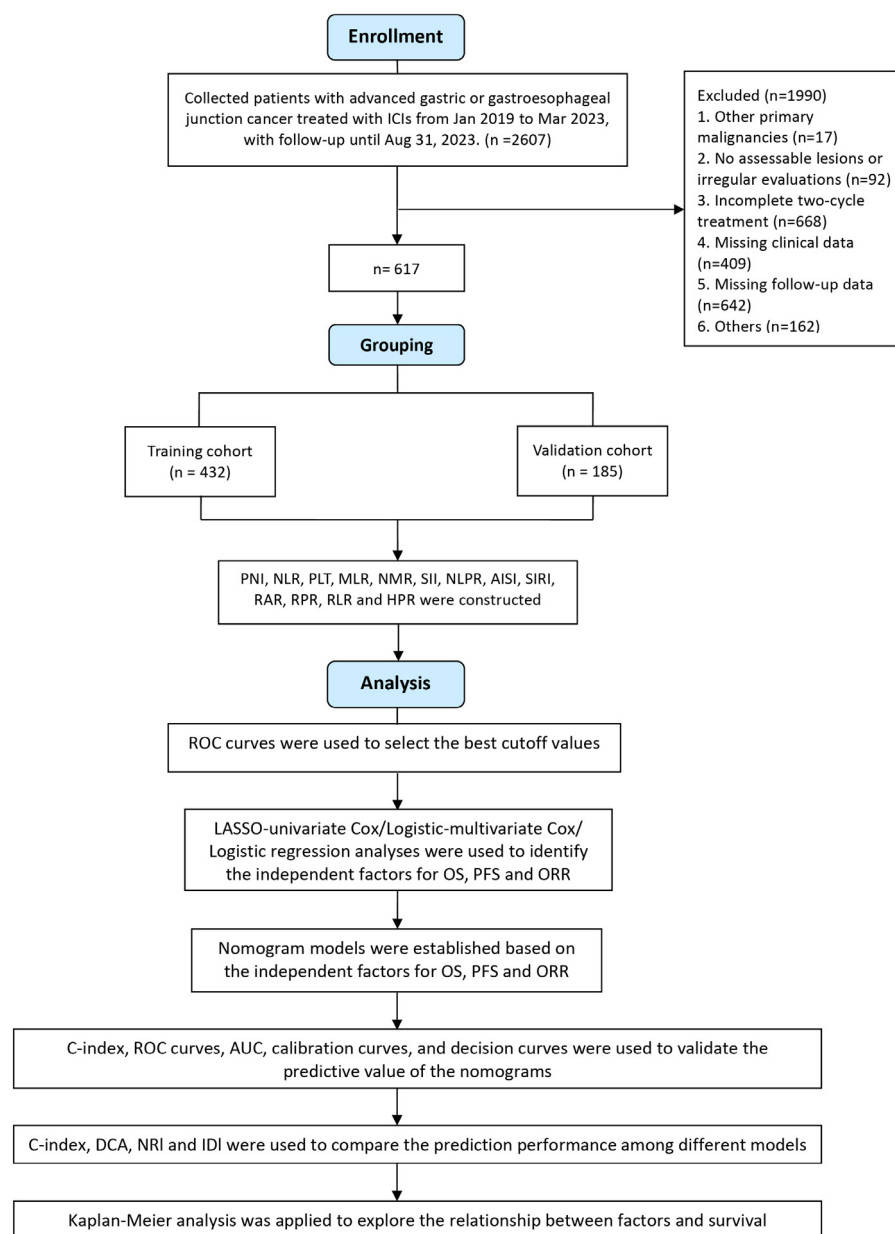 Enrollment
Collected patients with advanced gastric or gastroesophageal
junction cancer treated with ICIs from Jan 2019 to Mar 2023,
with follow-up until Aug 31, 2023. (n =2607)
Excluded (n=1990)
1. Other primary
malignancies (n=17)
2. No assessable lesions or
irregular evaluations (n=92)
3. Incomplete two-cycle
treatment (n=668)
4. Missing clinical data
(n=409)
5. Missing follow-up data
(n=642)
6. Others (n=162)
n= 617
Grouping
Training cohort
(n = 432)
Validation cohort
(n = 185)
PNI, NLR, PLT, MLR, NMR, SII, NLPR, AISI, SIRI,
RAR, RPR, RLR and HPR were constructed
Analysis
ROC curves were used to select the best cutoff values
LASSO-univariate Cox/Logistic-multivariate Cox/
Logistic regression analyses were used to identify
the independent factors for OS, PFS and ORR
Nomogram models were established based on
the independent factors for OS, PFS and ORR
C-index, ROC curves, AUC, calibration curves, and decision curves were used to validate the
predictive value of the nomograms
C-index, DCA, NRI and IDI were used to compare the prediction performance among different models
Kaplan-Meier analysis was applied to explore the relationship between factors and survival